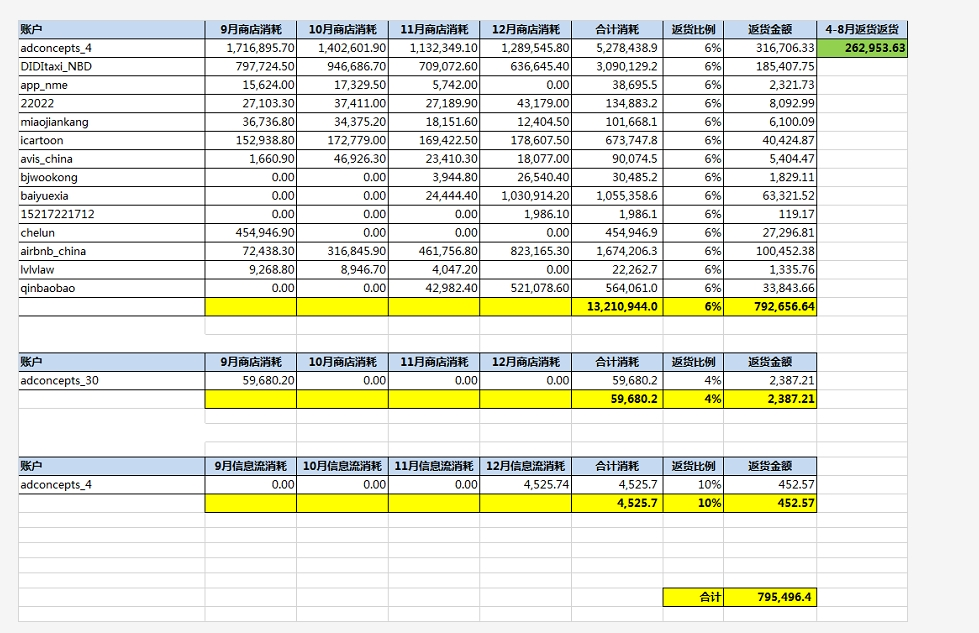 账户 9月商店消耗 10月商店消耗 11月商店消耗 12月商店消耗 合计消耗 返货比例 返货金额 4-8月返货返货
adconcepts_4 1,716,895.70 1,402,601.90 1,132,349.10 1,289,545.80 5,278,438.9 6% 316,706.33 262,953.63
DIDItaxi_NBD 797,724.50 946,686.70 709,072.60 636,645.40 3,090,129.2 6% 185,407.75
app_nme 15,624.00 17,329.50 5,742.00 0.00 38,695.5 6% 2,321.73
22022 27,103.30 37,411.00 27,189.90 43,179.00 134,883.2 6% 8,092.99
miaojiankang 36,736.80 34,375.20 18,151.60 12,404.50 101,668.1 6% 6,100.09
icartoon 152,938.80 172,779.00 169,422.50 178,607.50 673,747.8 6% 40,424.87
avis_china 1,660.90 46,926.30 23,410.30 18,077.00 90,074.5 6% 5,404.47
bjwookong 0.00 0.00 3,944.80 26,540.40 30,485.2 6% 1,829.11
baiyuexia 0.00 0.00 24,444.40 1,030,914.20 1,055,358.6 6% 63,321.52
15217221712 0.00 0.00 0.00 1,986.10 1,986.1 6% 119.17
chelun 454,946.90 0.00 0.00 0.00 454,946.9 6% 27,296.81
airbnb_china 72,438.30 316,845.90 461,756.80 823,165.30 1,674,206.3 6% 100,452.38
lvlvlaw 9,268.80 8,946.70 4,047.20 0.00 22,262.7 6% 1,335.76
qinbaobao 0.00 0.00 42,982.40 521,078.60 564,061.0 6% 33,843.66
13,210,944.0 6% 792,656.64
账户 9月商店消耗 10月商店消耗 11月商店消耗 12月商店消耗 合计消耗 返货比例 返货金额
adconcepts_30 59,680.20 0.00 0.00 0.00 59,680.2 4% 2,387.21
59,680.2 4% 2,387.21
账户 9月信息流消耗 10月信息流消耗 11月信息流消耗 12月信息流消耗 合计消耗 返货比例 返货金额
adconcepts_4 0.00 0.00 0.00 4,525.74 4,525.7 10% 452.57
4,525.7 10% 452.57
合计 795,496.4